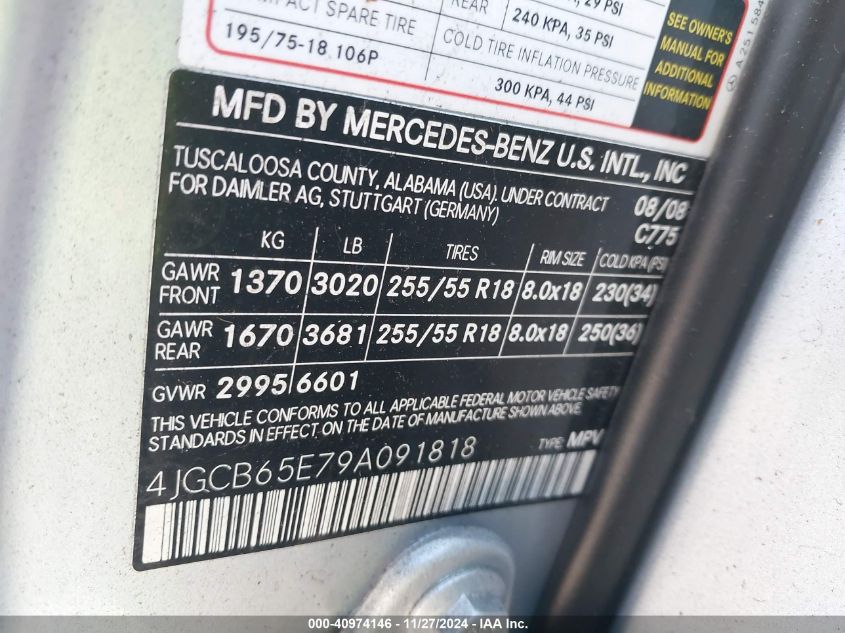 PACT SPARE TIRE
195/75-18 106P
REAR
29 PSI
240 KPA, 35 PSI
COLD TIRE INFLATION PRESSURE
300 KPA, 44 PSI
SEE OWNER'S
MANUAL FOR
ADDITIONAL
INFORMATION
A 251 584
MFD BY MERCEDES-BENZ U.S. INTL., INC
TUSCALOOSA COUNTY, ALABAMA (USA). UNDER CONTRACT 08/08
FOR DAIMLER AG, STUTTGART (GERMANY) C775
KG LB TIRES RIM SIZE COLD KPA (PSI)
GAWR FRONT 1370 3020 255/55 R18 8.0x18 230(34)
GAWR REAR 1670 3681 255/55 R18 8.0x18 250(36)
GVWR 2995 6601
THIS VEHICLE CONFORMS TO ALL APPLICABLE FEDERAL MOTOR VEHICLE SAFETY
STANDARDS IN EFFECT ON THE DATE OF MANUFACTURE SHOWN ABOVE.
4JGCB65E79A091818 TYPE: MPV
000-40974146 - 11/27/2024 - IAA Inc.